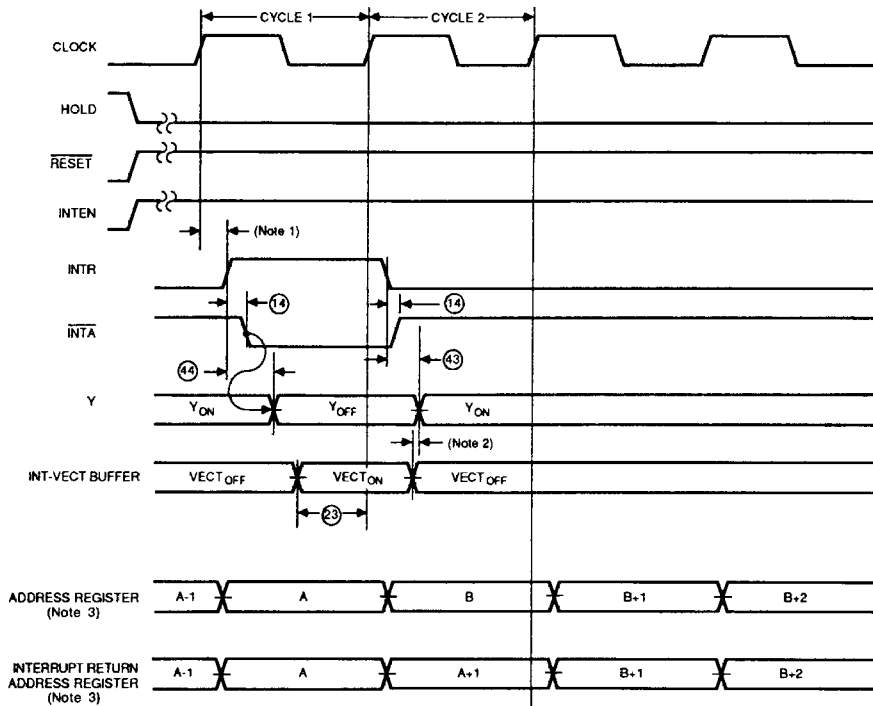 CYCLE 1 CYCLE 2
CLOCK
HOLD
RESET
INTEN
(Note 1)
INTR
14 14
INTA
44 43
Y
YON YOFF YON
(Note 2)
INT-VECT BUFFER VECTOFF VECTON VECTOFF
23
ADDRESS REGISTER
(Note 3)
A-1 A B B+1 B+2
INTERRUPT RETURN
ADDRESS REGISTER
(Note 3)
A-1 A A+1 B+1 B+2